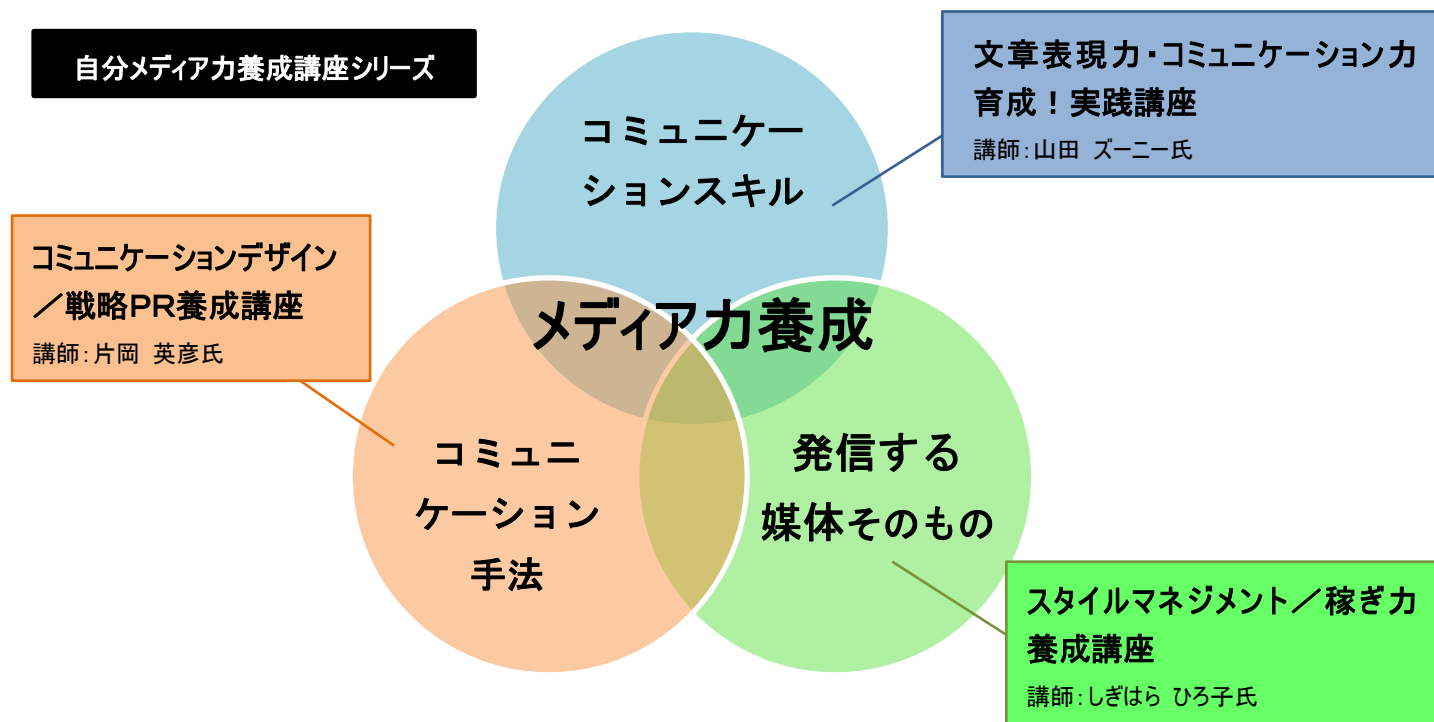 自分メディア力養成講座シリーズ
文章表現力・コミュニケーション力
育成！実践講座
講師：山田 ズーニー氏
コミュニケー
ションスキル
コミュニケーションデザイン
／戦略PR養成講座
講師：片岡 英彦氏
メディア力養成
コミュニ
ケーション
手法
発信する
媒体そのもの
スタイルマネジメント／稼ぎ力
養成講座
講師：しぎはら ひろ子氏